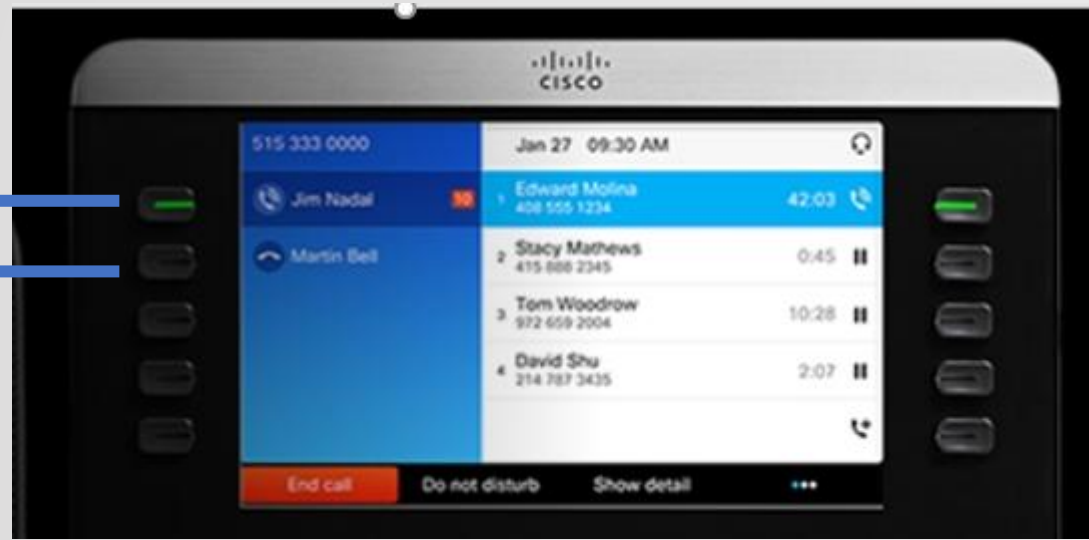 CISCO
515 333 0000
Jan 27 09:30 AM
Jim Nadal 10
1 Edward Molina 42:03
408 555 1234
Martin Bell
2 Stacy Mathews 0:45
415 888 2345
3 Tom Woodrow 10:28
972 659 2004
4 David Shu 2:07
214 787 3435
End call Do not disturb Show detail